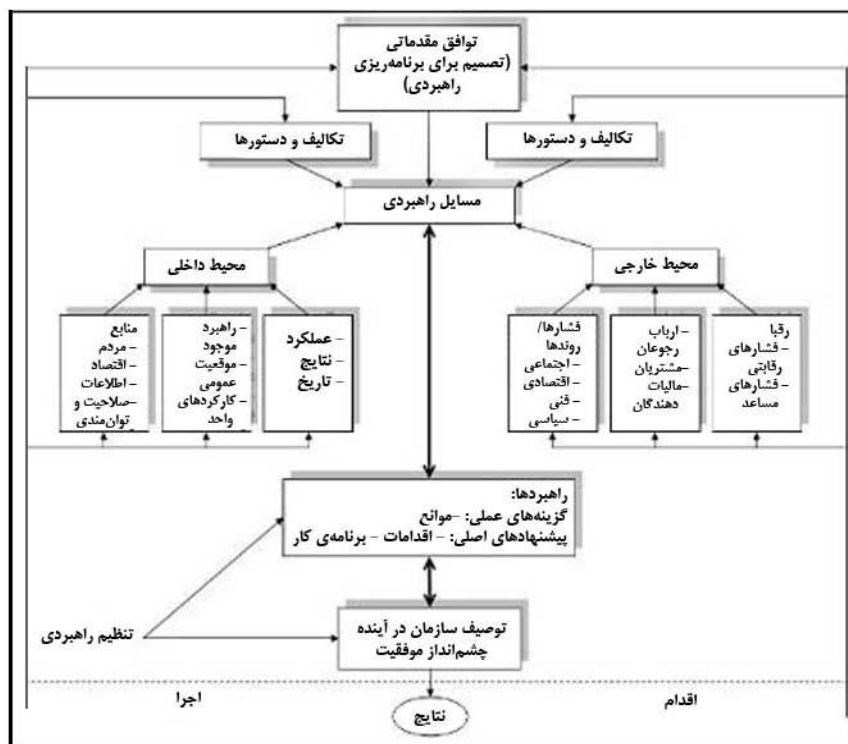 توافق مقدماتی
(تصمیم برای برنامه‌ریزی
راهبردی)
تکالیف و دستورها
تکالیف و دستورها
مسایل راهبردی
محیط خارجی
محیط داخلی
رقبا
– فشارهای
رقابتی
– فشارهای
مساعد
–ارباب
رجوعان
–مشتریان
–مالیات
دهندگان
فشارها/
روندها
– اجتماعی
– اقتصادی
– فنی
– سیاسی
– عملکرد
– نتایج
– تاریخ
– راهبرد
موجود
– موقعیت
عمومی
– کارکردهای
واحد
منابع
– مردم
– اقتصاد
– اطلاعات
–صلاحیت و
توان‌مندی
راهبردها:
گزینه‌های عملی: –موانع
پیشنهادهای اصلی: – اقدامات – برنامه‌ی کار
تنظیم راهبردی
توصیف سازمان در آینده
چشم‌انداز موفقیت
اقدام
اجرا
نتایج